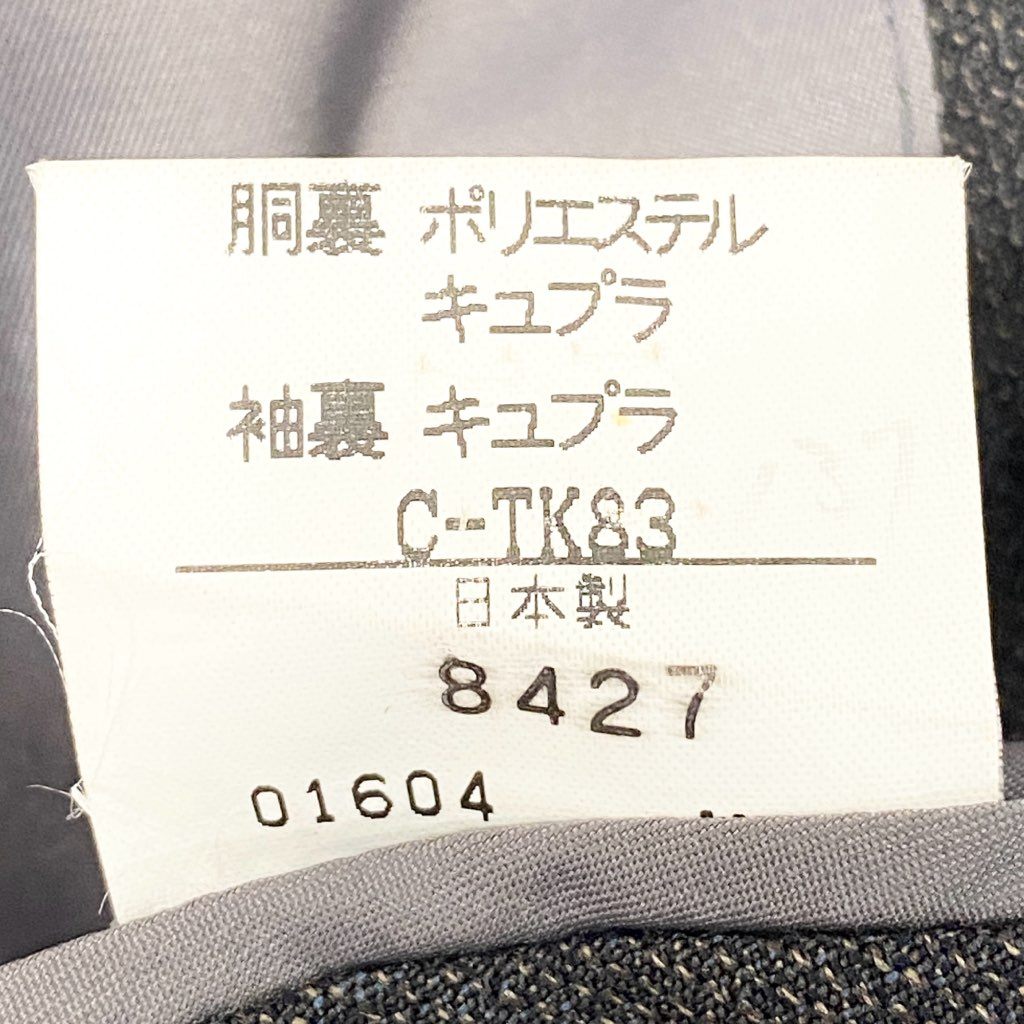 胴裏 ポリエステル
キュプラ
袖裏 キュプラ
C-TK83
日本製
8427
01604